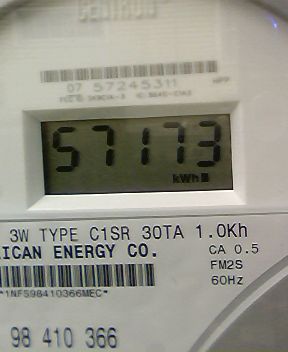 CENTRON
07 57245311
57173
kWh
3W TYPE C1SR 30TA 1.0Kh
ICAN ENERGY CO.
CA 0.5
FM2S
60Hz
*1NFS98410366MEC*
98 410 366